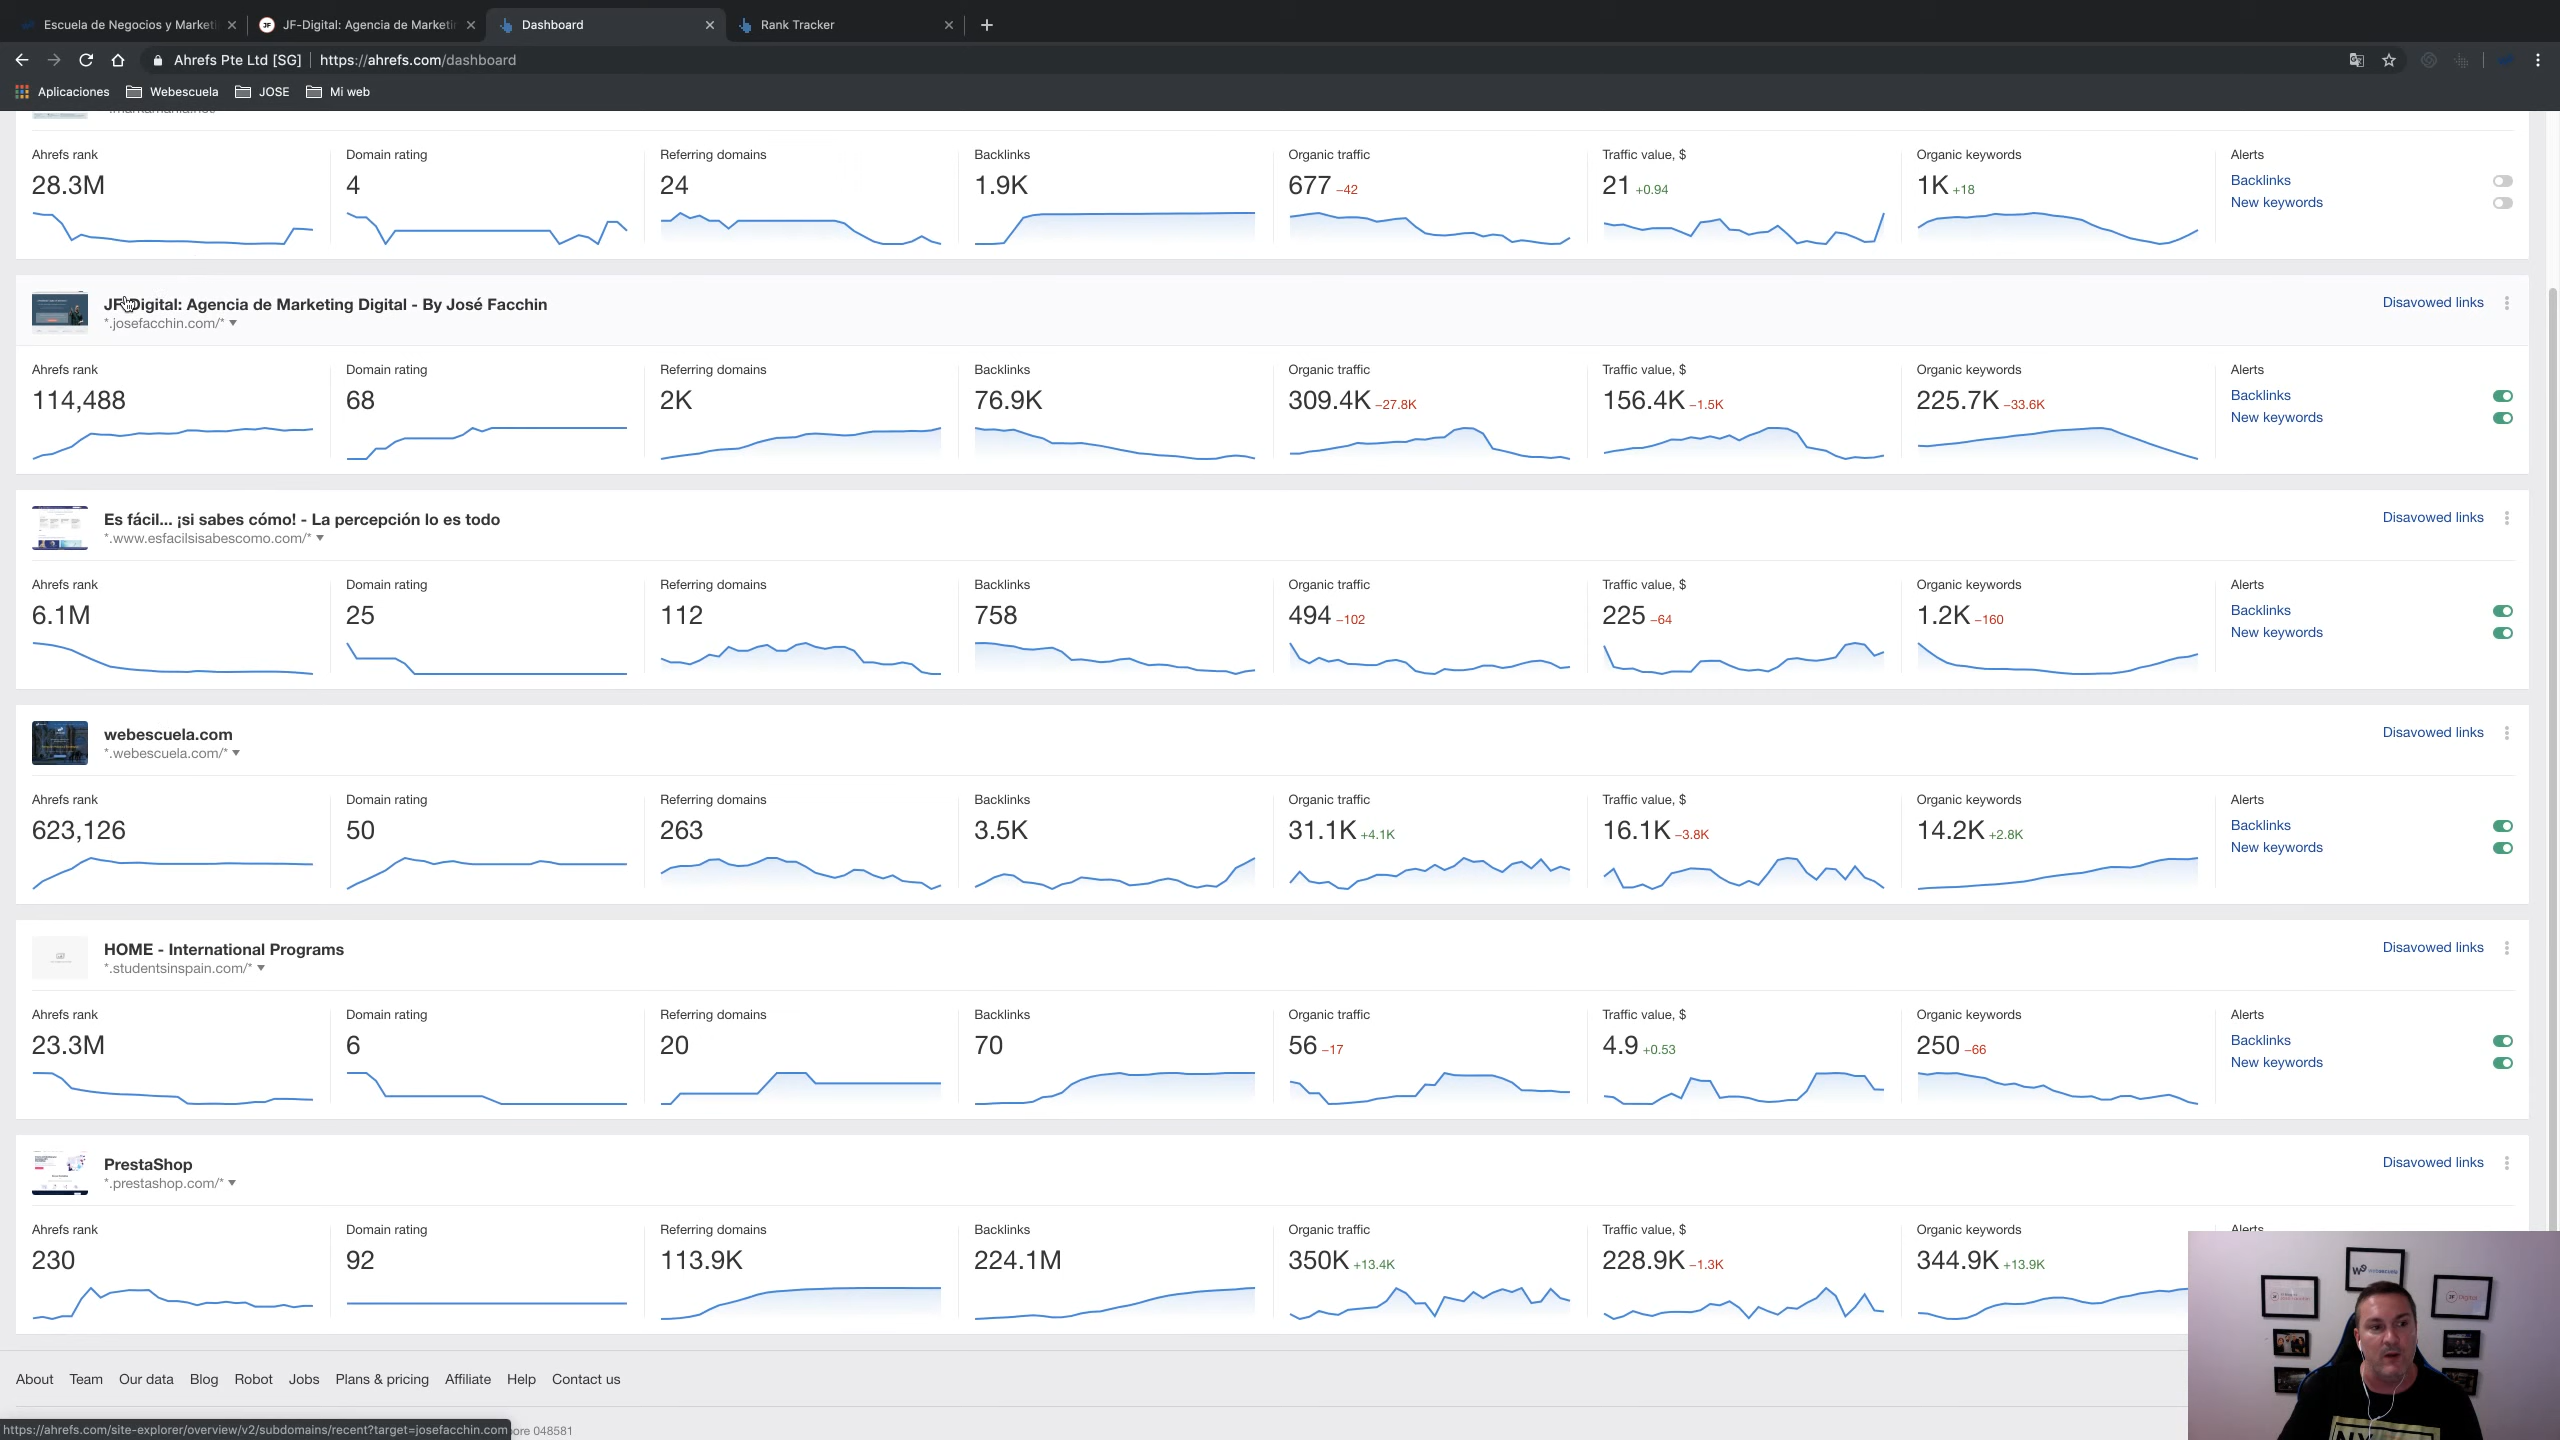 Escuela de Negocios y Marketi
JF-Digital: Agencia de Marketin
Dashboard
Rank Tracker
Ahrefs Pte Ltd [SG] | https://ahrefs.com/dashboard
Aplicaciones Webescuela JOSE Mi web
Ahrefs rank Domain rating Referring domains Backlinks Organic traffic Traffic value, $ Organic keywords Alerts
28.3M 4 24 1.9K 677 −42 21 +0.94 1K +18 Backlinks
New keywords
JF-Digital: Agencia de Marketing Digital - By José Facchin Disavowed links
*.josefacchin.com/*
Ahrefs rank Domain rating Referring domains Backlinks Organic traffic Traffic value, $ Organic keywords Alerts
114,488 68 2K 76.9K 309.4K −27.8K 156.4K −1.5K 225.7K −33.6K Backlinks
New keywords
Es fácil... ¡si sabes cómo! - La percepción lo es todo Disavowed links
*.www.esfacilsisabescomo.com/*
Ahrefs rank Domain rating Referring domains Backlinks Organic traffic Traffic value, $ Organic keywords Alerts
6.1M 25 112 758 494 −102 225 −64 1.2K −160 Backlinks
New keywords
webescuela.com Disavowed links
*.webescuela.com/*
Ahrefs rank Domain rating Referring domains Backlinks Organic traffic Traffic value, $ Organic keywords Alerts
623,126 50 263 3.5K 31.1K +4.1K 16.1K −3.8K 14.2K +2.8K Backlinks
New keywords
HOME - International Programs Disavowed links
*.studentsinspain.com/*
Ahrefs rank Domain rating Referring domains Backlinks Organic traffic Traffic value, $ Organic keywords Alerts
23.3M 6 20 70 56 −17 4.9 +0.53 250 −66 Backlinks
New keywords
PrestaShop Disavowed links
*.prestashop.com/*
Ahrefs rank Domain rating Referring domains Backlinks Organic traffic Traffic value, $ Organic keywords Alerts
230 92 113.9K 224.1M 350K +13.4K 228.9K −1.3K 344.9K +13.9K
webescuela
About Team Our data Blog Robot Jobs Plans & pricing Affiliate Help Contact us
https://ahrefs.com/site-explorer/overview/v2/subdomains/recent?target=josefacchin.com ore 048581